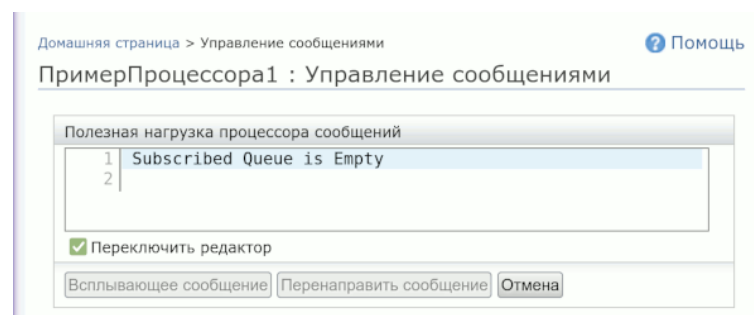 Домашняя страница > Управление сообщениями
Помощь
ПримерПроцессора1 : Управление сообщениями
Полезная нагрузка процессора сообщений
1 Subscribed Queue is Empty
2
Переключить редактор
Всплывающее сообщение Перенаправить сообщение Отмена